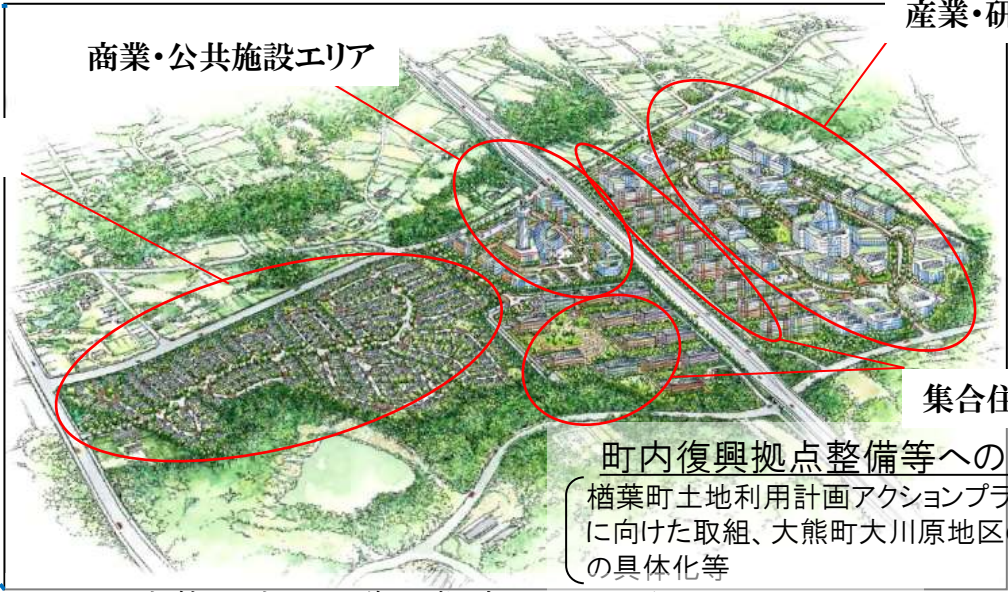 産業・研
商業・公共施設エリア
集合住
町内復興拠点整備等への
楢葉町土地利用計画アクションプラ
に向けた取組、大熊町大川原地区
の具体化等